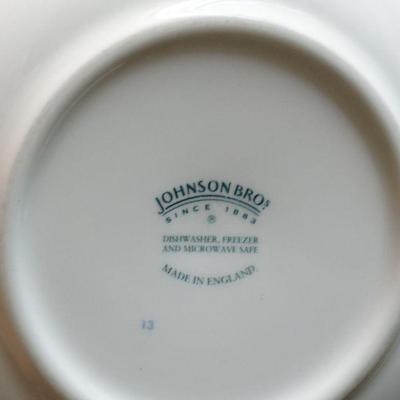 JOHNSON BROS
SINCE 1883
®
DISHWASHER, FREEZER
AND MICROWAVE SAFE
MADE IN ENGLAND
13